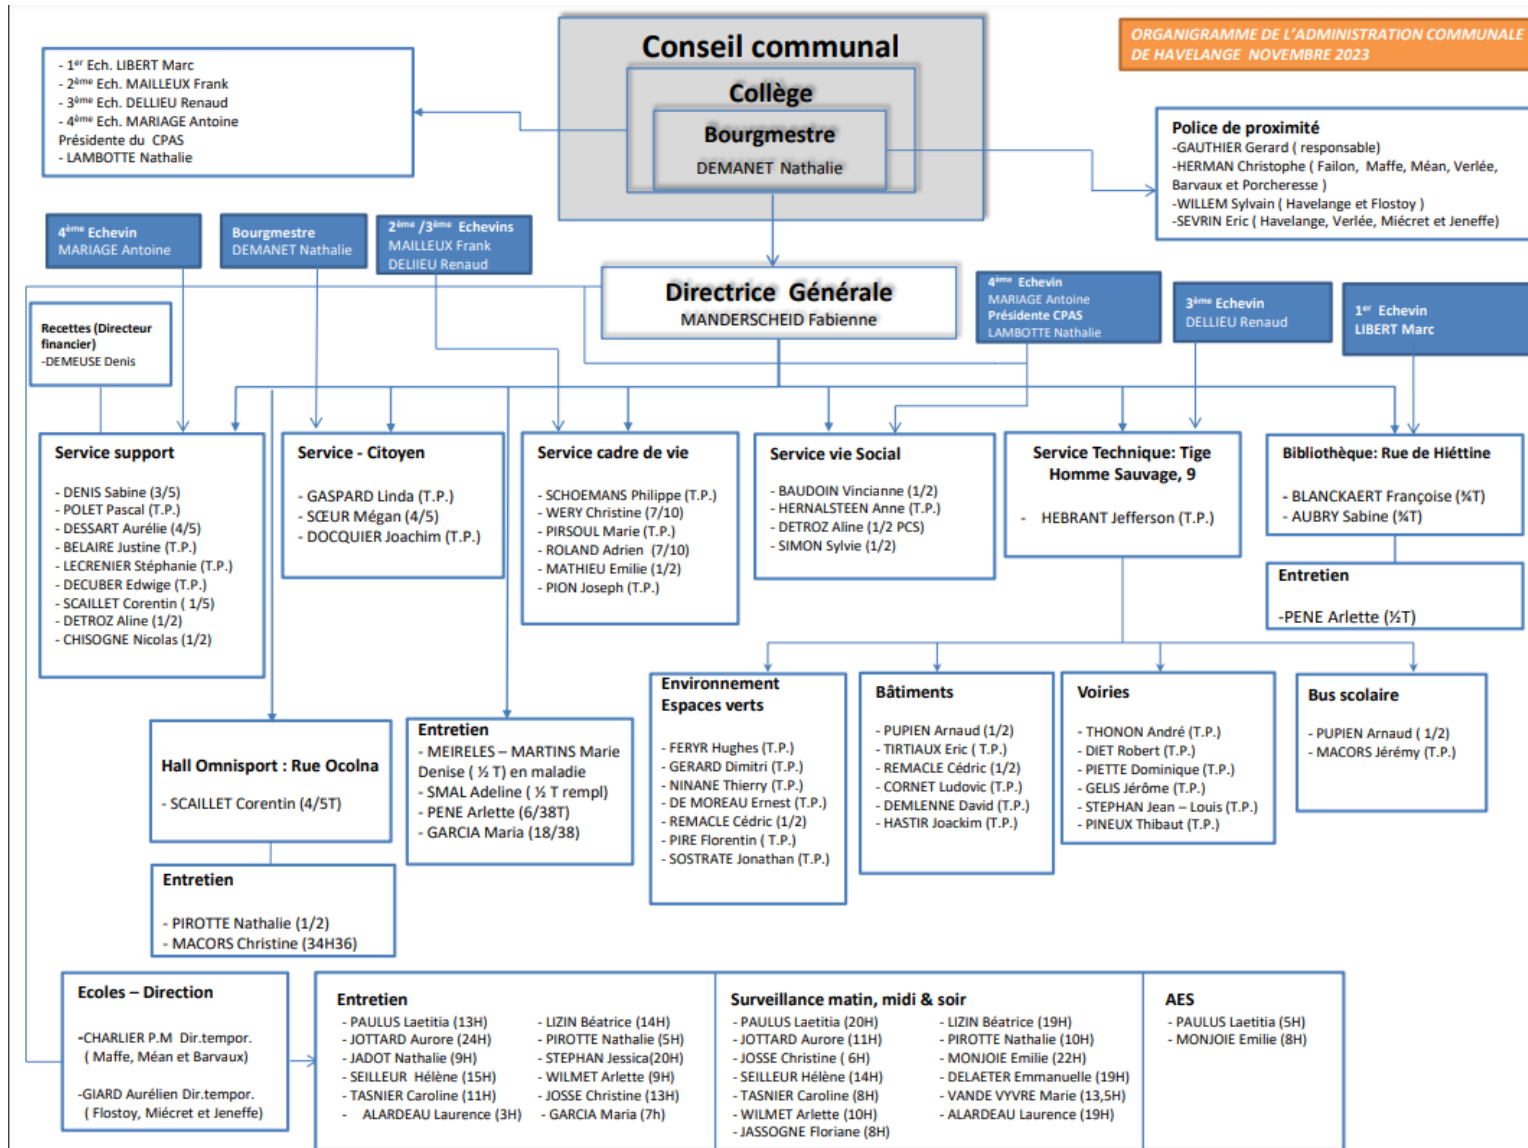 Conseil communal
Collège
Bourgmestre
DEMANET Nathalie
ORGANIGRAMME DE L'ADMINISTRATION COMMUNALE
DE HAVELANGE NOVEMBRE 2023
- 1er Ech. LIBERT Marc
- 2ème Ech. MAILLEUX Frank
- 3ème Ech. DELLIEU Renaud
- 4ème Ech. MARIAGE Antoine
Présidente du CPAS
- LAMBOTTE Nathalie
Police de proximité
-GAUTHIER Gerard ( responsable)
-HERMAN Christophe ( Failon, Maffe, Méan, Verlée,
Barvaux et Porcheresse )
-WILLEM Sylvain ( Havelange et Flostoy )
-SEVRIN Eric ( Havelange, Verlée, Miécret et Jeneffe)
4ème Echevin
MARIAGE Antoine
Bourgmestre
DEMANET Nathalie
2ème /3ème Echevins
MAILLEUX Frank
DELIIEU Renaud
Directrice Générale
MANDERSCHEID Fabienne
4ème Echevin
MARIAGE Antoine
Présidente CPAS
LAMBOTTE Nathalie
3ème Echevin
DELLIEU Renaud
1er Echevin
LIBERT Marc
Recettes (Directeur
financier)
-DEMEUSE Denis
Service support
- DENIS Sabine (3/5)
- POLET Pascal (T.P.)
- DESSART Aurélie (4/5)
- BELAIRE Justine (T.P.)
- LECRENIER Stéphanie (T.P.)
- DECUBER Edwige (T.P.)
- SCAILLET Corentin ( 1/5)
- DETROZ Aline (1/2)
- CHISOGNE Nicolas (1/2)
Service - Citoyen
- GASPARD Linda (T.P.)
- SŒUR Mégan (4/5)
- DOCQUIER Joachim (T.P.)
Service cadre de vie
- SCHOEMANS Philippe (T.P.)
- WERY Christine (7/10)
- PIRSOUL Marie (T.P.)
- ROLAND Adrien (7/10)
- MATHIEU Emilie (1/2)
- PION Joseph (T.P.)
Service vie Social
- BAUDOIN Vincianne (1/2)
- HERNALSTEEN Anne (T.P.)
- DETROZ Aline (1/2 PCS)
- SIMON Sylvie (1/2)
Service Technique: Tige
Homme Sauvage, 9
- HEBRANT Jefferson (T.P.)
Bibliothèque: Rue de Hiéttine
- BLANCKAERT Françoise (¾T)
- AUBRY Sabine (¾T)
Entretien
-PENE Arlette (½T)
Hall Omnisport : Rue Ocolna
- SCAILLET Corentin (4/5T)
Entretien
- PIROTTE Nathalie (1/2)
- MACORS Christine (34H36)
Entretien
- MEIRELES – MARTINS Marie
Denise ( ½ T) en maladie
- SMAL Adeline ( ½ T rempl)
- PENE Arlette (6/38T)
- GARCIA Maria (18/38)
Environnement
Espaces verts
- FERYR Hughes (T.P.)
- GERARD Dimitri (T.P.)
- NINANE Thierry (T.P.)
- DE MOREAU Ernest (T.P.)
- REMACLE Cédric (1/2)
- PIRE Florentin ( T.P.)
- SOSTRATE Jonathan (T.P.)
Bâtiments
- PUPIEN Arnaud (1/2)
- TIRTIAUX Eric ( T.P.)
- REMACLE Cédric (1/2)
- CORNET Ludovic (T.P.)
- DEMLENNE David (T.P.)
- HASTIR Joackim (T.P.)
Voiries
- THONON André (T.P.)
- DIET Robert (T.P.)
- PIETTE Dominique (T.P.)
- GELIS Jérôme (T.P.)
- STEPHAN Jean – Louis (T.P.)
- PINEUX Thibaut (T.P.)
Bus scolaire
- PUPIEN Arnaud ( 1/2)
- MACORS Jérémy (T.P.)
Ecoles – Direction
-CHARLIER P.M Dir.tempor.
( Maffe, Méan et Barvaux)
-GIARD Aurélien Dir.tempor.
( Flostoy, Miécret et Jeneffe)
Entretien
- PAULUS Laetitia (13H)
- JOTTARD Aurore (24H)
- JADOT Nathalie (9H)
- SEILLEUR Hélène (15H)
- TASNIER Caroline (11H)
- ALARDEAU Laurence (3H)
- LIZIN Béatrice (14H)
- PIROTTE Nathalie (5H)
- STEPHAN Jessica(20H)
- WILMET Arlette (9H)
- JOSSE Christine (13H)
- GARCIA Maria (7h)
Surveillance matin, midi & soir
- PAULUS Laetitia (20H)
- JOTTARD Aurore (11H)
- JOSSE Christine ( 6H)
- SEILLEUR Hélène (14H)
- TASNIER Caroline (8H)
- WILMET Arlette (10H)
- JASSOGNE Floriane (8H)
- LIZIN Béatrice (19H)
- PIROTTE Nathalie (10H)
- MONJOIE Emilie (22H)
- DELAETER Emmanuelle (19H)
- VANDE VYVRE Marie (13,5H)
- ALARDEAU Laurence (19H)
AES
- PAULUS Laetitia (5H)
- MONJOIE Emilie (8H)